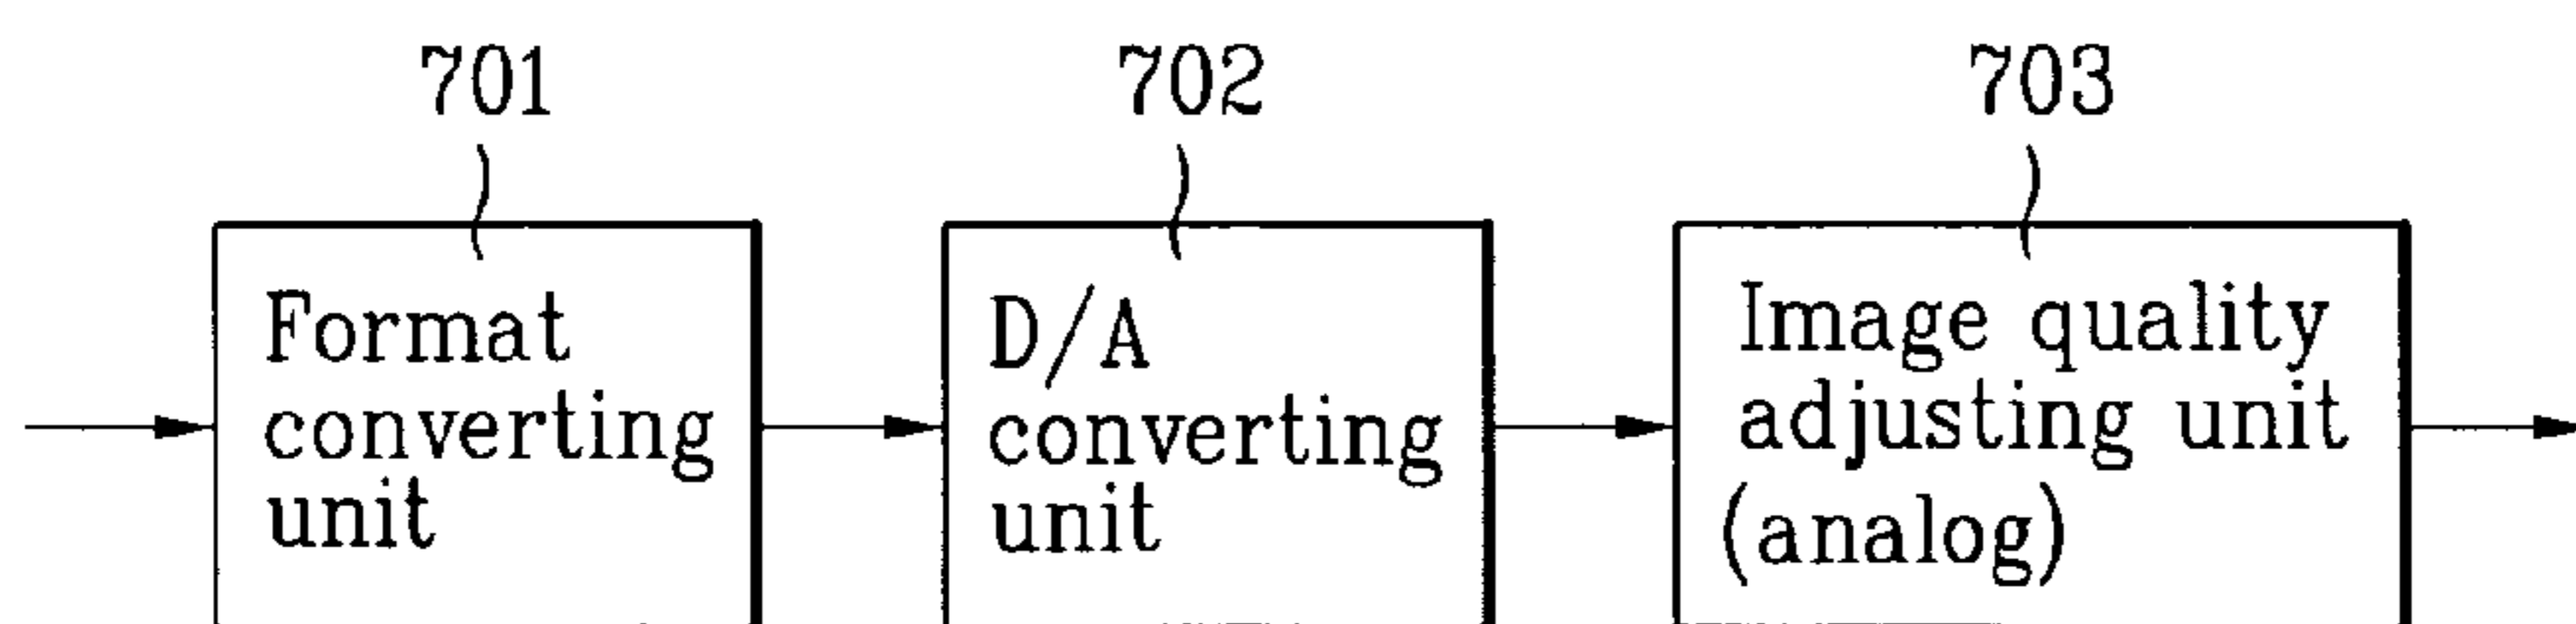 701
702
703
Format
converting
unit
D/A
converting
unit
Image quality
adjusting unit
(analog)